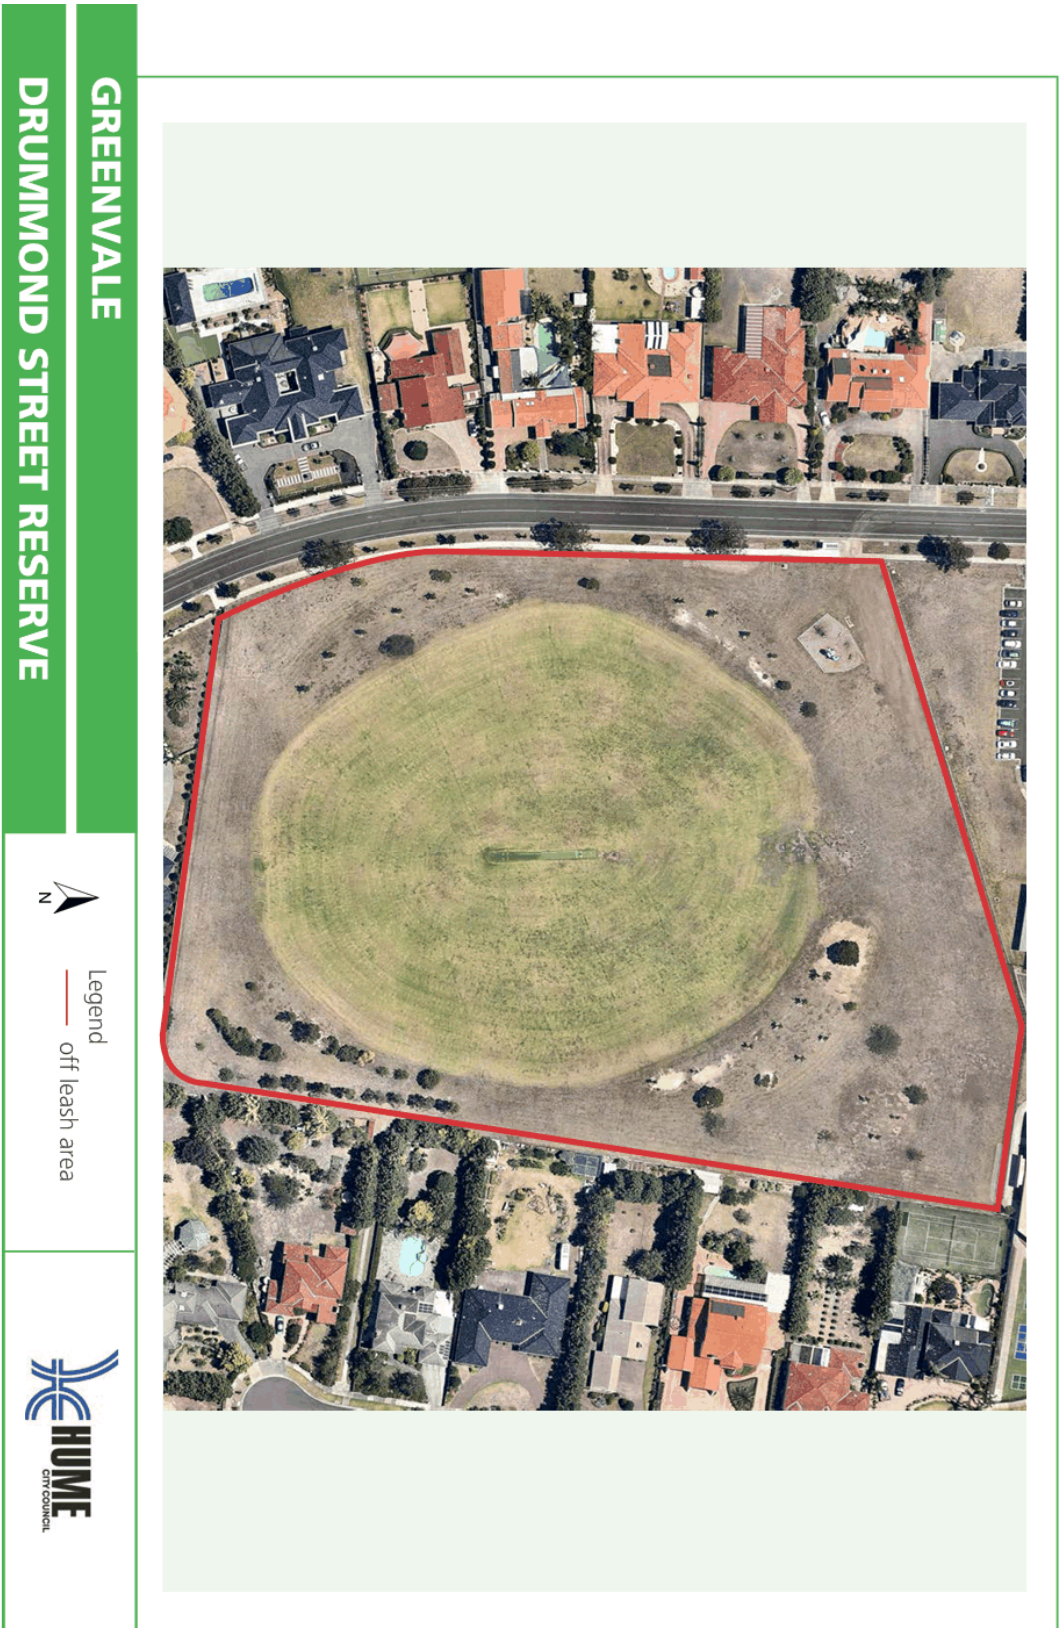 GREENVALE
DRUMMOND STREET RESERVE
N
Legend
off leash area
HUME
CITY COUNCIL